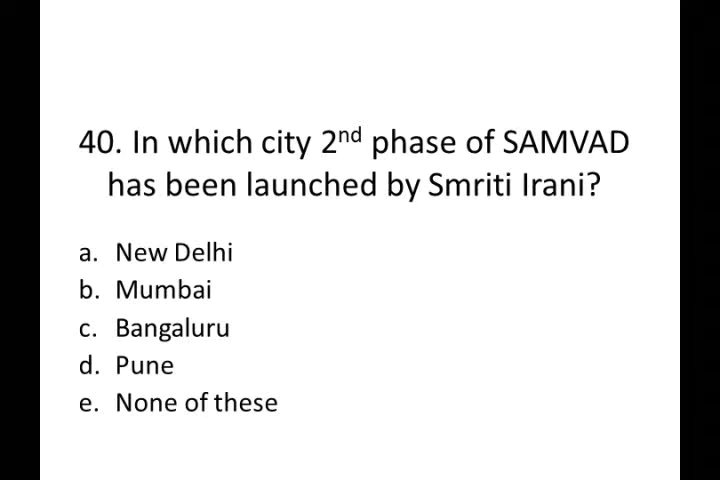 40. In which city 2nd phase of SAMVAD
has been launched by Smriti Irani?
a. New Delhi
b. Mumbai
c. Bangaluru
d. Pune
e. None of these